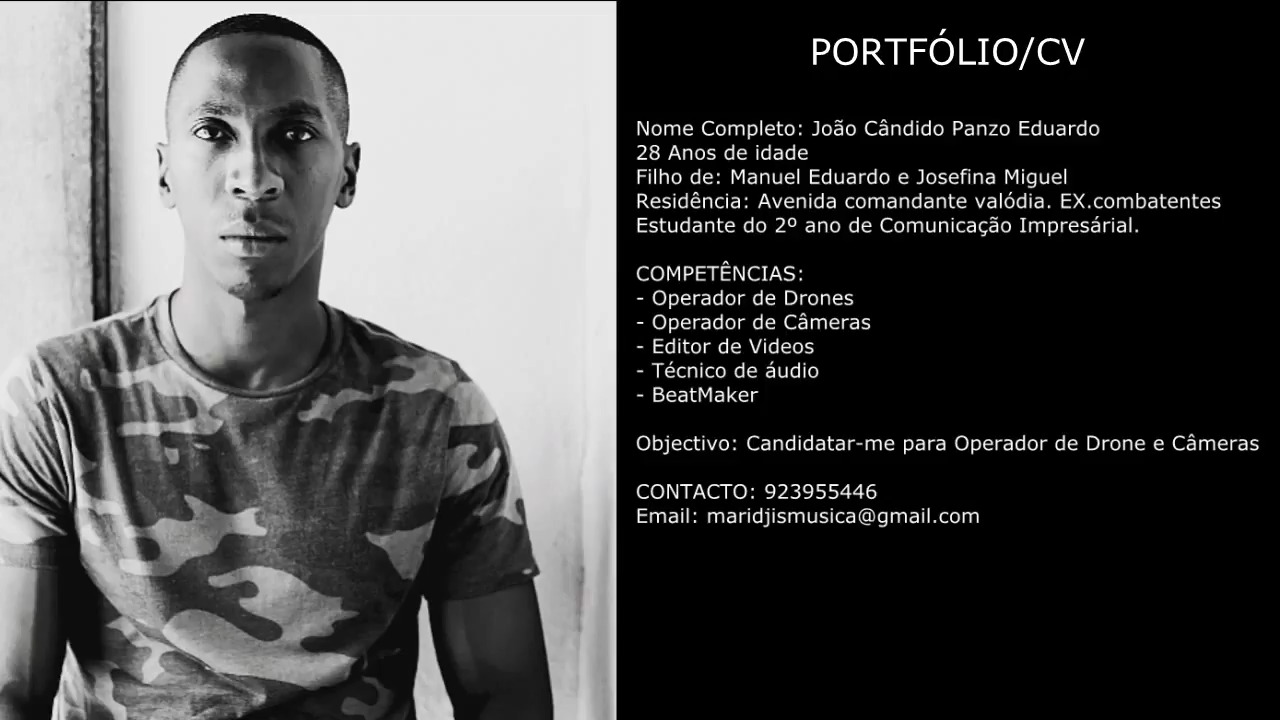 PORTFÓLIO/CV
Nome Completo: João Cândido Panzo Eduardo
28 Anos de idade
Filho de: Manuel Eduardo e Josefina Miguel
Residência: Avenida comandante valódia. EX.combatentes
Estudante do 2º ano de Comunicação Impresárial.
COMPETÊNCIAS:
- Operador de Drones
- Operador de Câmeras
- Editor de Videos
- Técnico de áudio
- BeatMaker
Objectivo: Candidatar-me para Operador de Drone e Câmeras
CONTACTO: 923955446
Email: maridjismusica@gmail.com